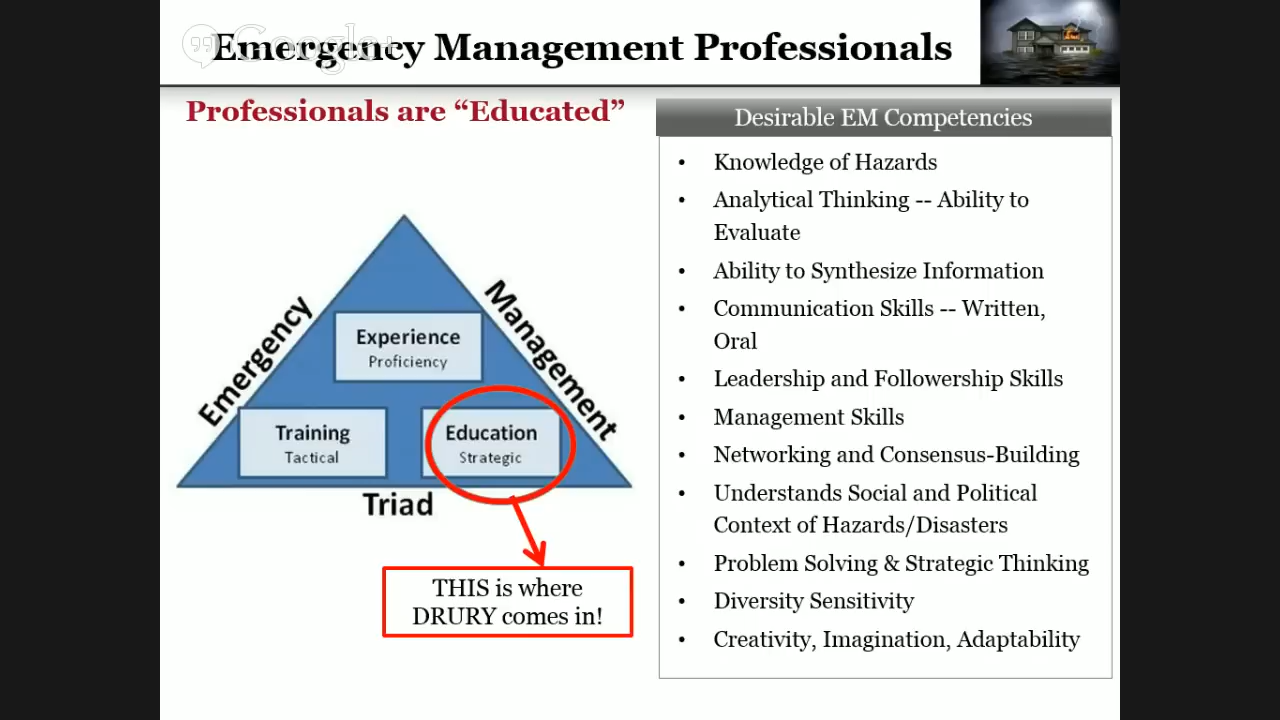 Google+
Emergency Management Professionals
Professionals are “Educated”
Emergency
Management
Experience
Proficiency
Training
Tactical
Education
Strategic
Triad
THIS is where
DRURY comes in!
Desirable EM Competencies
• Knowledge of Hazards
• Analytical Thinking -- Ability to
Evaluate
• Ability to Synthesize Information
• Communication Skills -- Written,
Oral
• Leadership and Followership Skills
• Management Skills
• Networking and Consensus-Building
• Understands Social and Political
Context of Hazards/Disasters
• Problem Solving & Strategic Thinking
• Diversity Sensitivity
• Creativity, Imagination, Adaptability